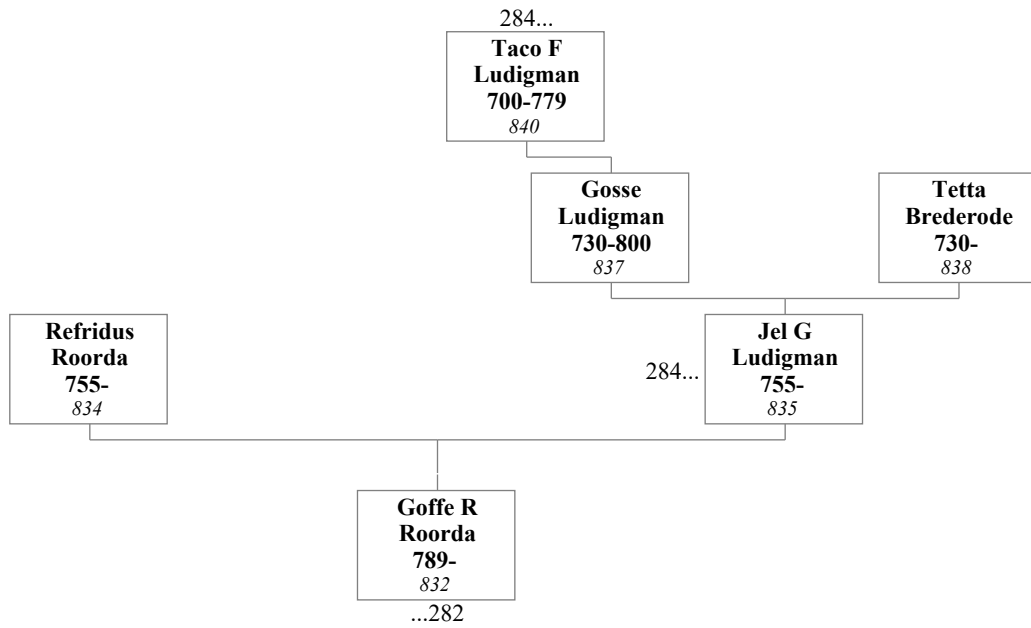 284...
Taco F
Ludigman
700-779
840
Gosse
Ludigman
730-800
837
Tetta
Brederode
730-
838
Refridus
Roorda
755-
834
284...
Jel G
Ludigman
755-
835
Goffe R
Roorda
789-
832
...282